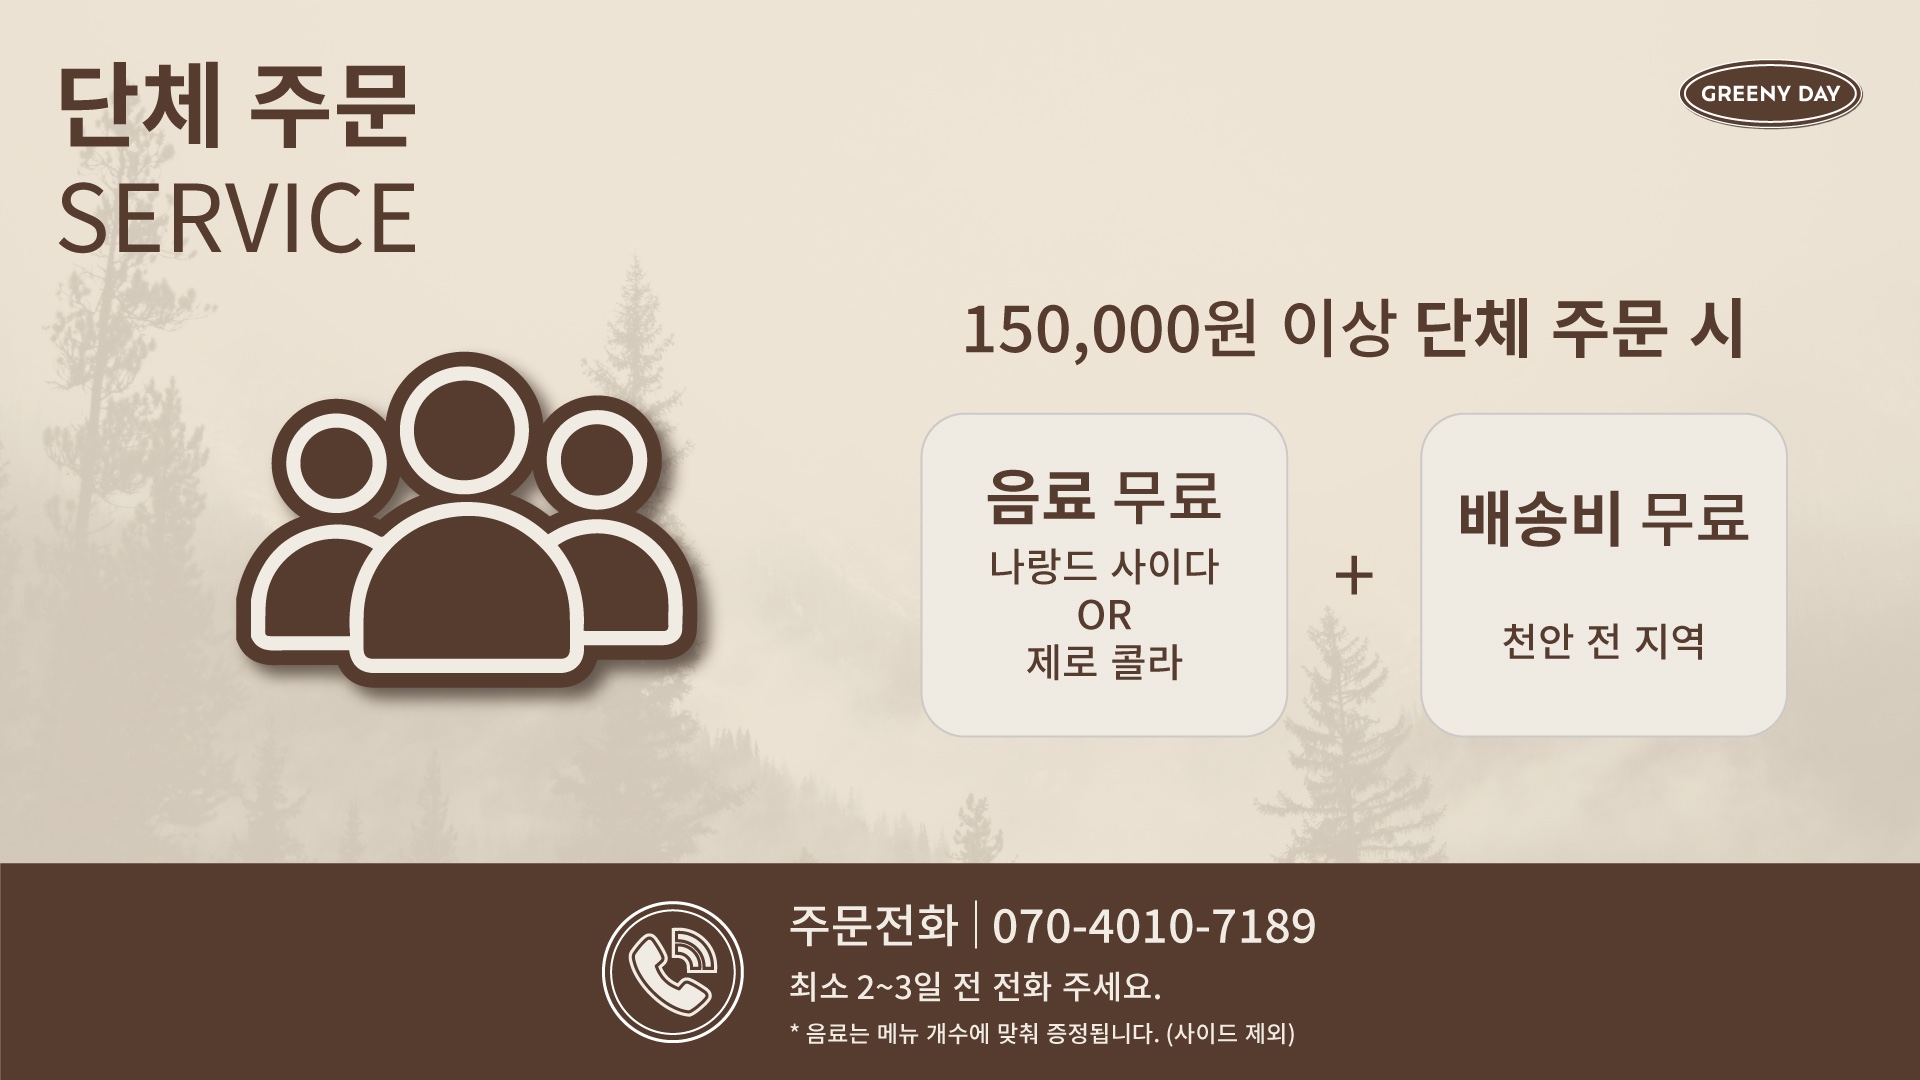 단체 주문
SERVICE
GREENY DAY
150,000원 이상 단체 주문 시
음료 무료
나랑드 사이다
OR
제로 콜라
+
배송비 무료
천안 전 지역
주문전화 | 070-4010-7189
최소 2~3일 전 전화 주세요.
* 음료는 메뉴 개수에 맞춰 증정됩니다. (사이드 제외)